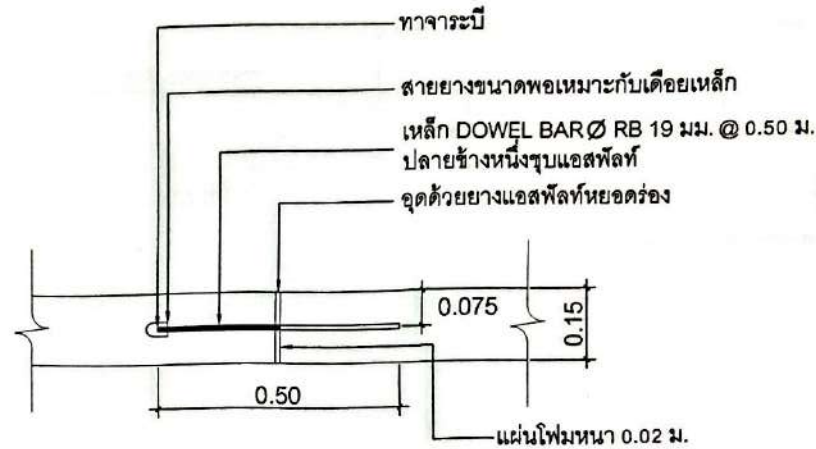 ทาจาระบี
สายยางขนาดพอเหมาะกับเดือยเหล็ก
เหล็ก DOWEL BAR Ø RB 19 มม. @ 0.50 ม.
ปลายข้างหนึ่งชุบแอสฟัลท์
อุดด้วยยางแอสฟัลท์หยอดร่อง
0.075
0.15
0.50
แผ่นโฟมหนา 0.02 ม.